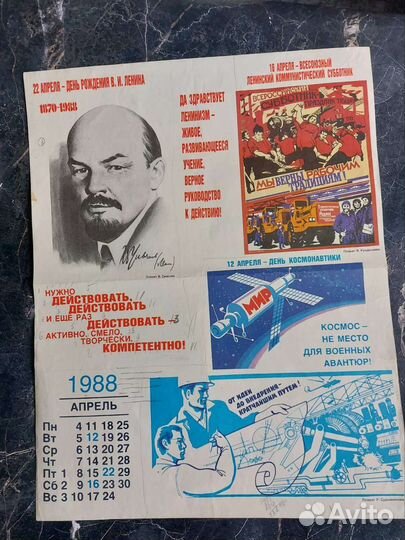 22 АПРЕЛЯ – ДЕНЬ РОЖДЕНИЯ В. И. ЛЕНИНА
1870-1988
ДА ЗДРАВСТВУЕТ
ЛЕНИНИЗМ –
ЖИВОЕ,
РАЗВИВАЮЩЕЕСЯ
УЧЕНИЕ,
ВЕРНОЕ
РУКОВОДСТВО
К ДЕЙСТВИЮ!
16 АПРЕЛЯ – ВСЕСОЮЗНЫЙ
ЛЕНИНСКИЙ КОММУНИСТИЧЕСКИЙ СУББОТНИК
ВСЕРОССИЙСКИЙ
СУББОТНИК
ПРАЗДНИК ТРУДА
МЫ ВЕРНЫ РАБОЧИМ
ТРАДИЦИЯМ!
НУЖНО
ДЕЙСТВОВАТЬ,
ДЕЙСТВОВАТЬ
И ЕЩЕ РАЗ
ДЕЙСТВОВАТЬ –
АКТИВНО, СМЕЛО,
ТВОРЧЕСКИ,
КОМПЕТЕНТНО!
12 АПРЕЛЯ – ДЕНЬ КОСМОНАВТИКИ
МИР
КОСМОС –
НЕ МЕСТО
ДЛЯ ВОЕННЫХ
АВАНТЮР!
1988
АПРЕЛЬ
Пн 4 11 18 25
Вт 5 12 19 26
Ср 6 13 20 27
Чт 7 14 21 28
Пт 1 8 15 22 29
Сб 2 9 16 23 30
Вс 3 10 17 24
ОТ ИДЕИ
ДО ВНЕДРЕНИЯ –
КРАТЧАЙШИМ ПУТЕМ!
Avito